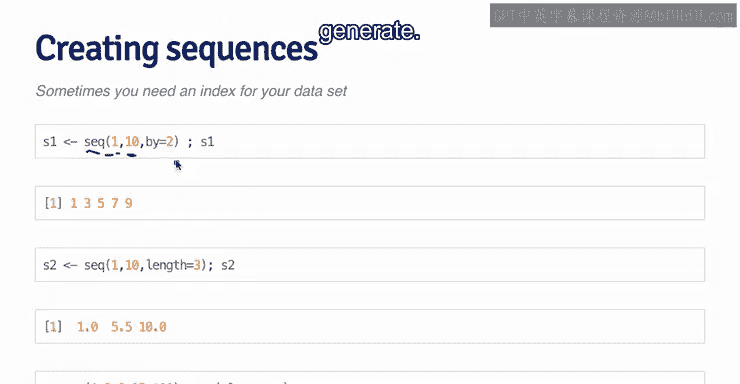 Creating sequences
generate.
Sometimes you need an index for your data set
s1 <- seq(1,10,by=2) ; s1
[1] 1 3 5 7 9
s2 <- seq(1,10,length=3); s2
[1] 1.0 5.5 10.0